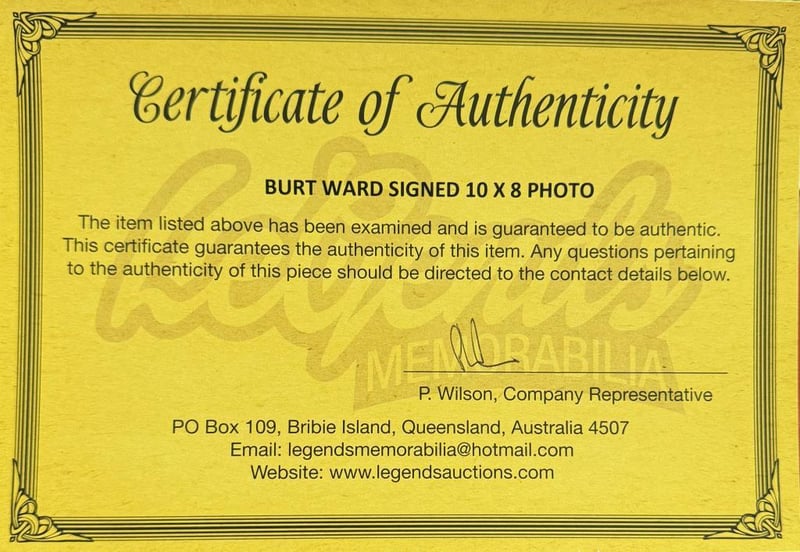 Certificate of Authenticity
BURT WARD SIGNED 10 X 8 PHOTO
The item listed above has been examined and is guaranteed to be authentic.
This certificate guarantees the authenticity of this item. Any questions pertaining
to the authenticity of this piece should be directed to the contact details below.
Legends
MEMORABILIA
P. Wilson, Company Representative
PO Box 109, Bribie Island, Queensland, Australia 4507
Email: legendsmemorabilia@hotmail.com
Website: www.legendsauctions.com